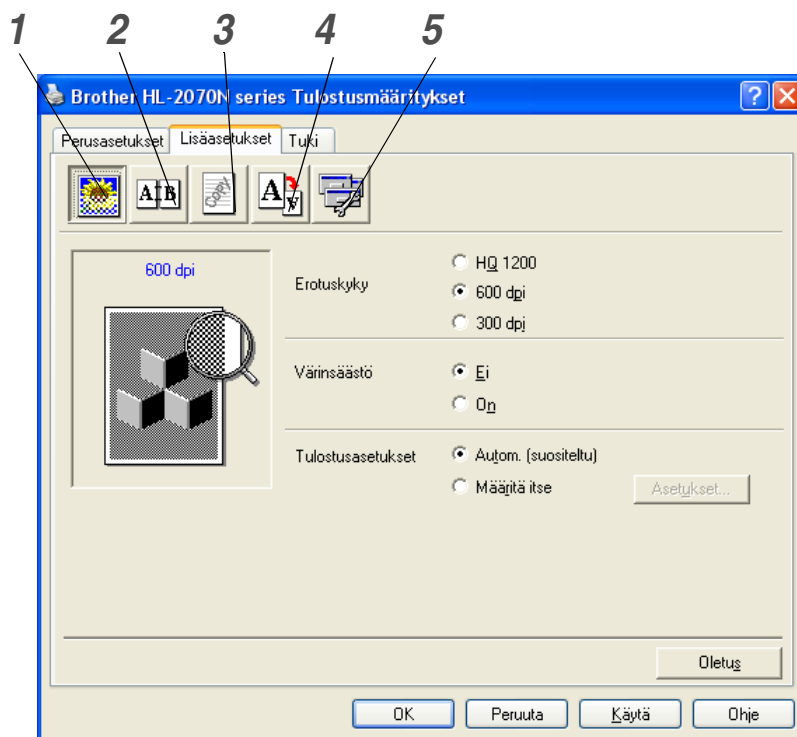 1 2 3 4 5
Brother HL-2070N series Tulostusmääritykset
Perusasetukset Lisäasetukset Tuki
A B COPY A A
600 dpi
Erotuskyky
HQ 1200
600 dpi
300 dpi
Värinsäästö
Ei
On
Tulostusasetukset
Autom. (suositeltu)
Määritä itse
Asetukset...
Oletus
OK Peruuta Käytä Ohje